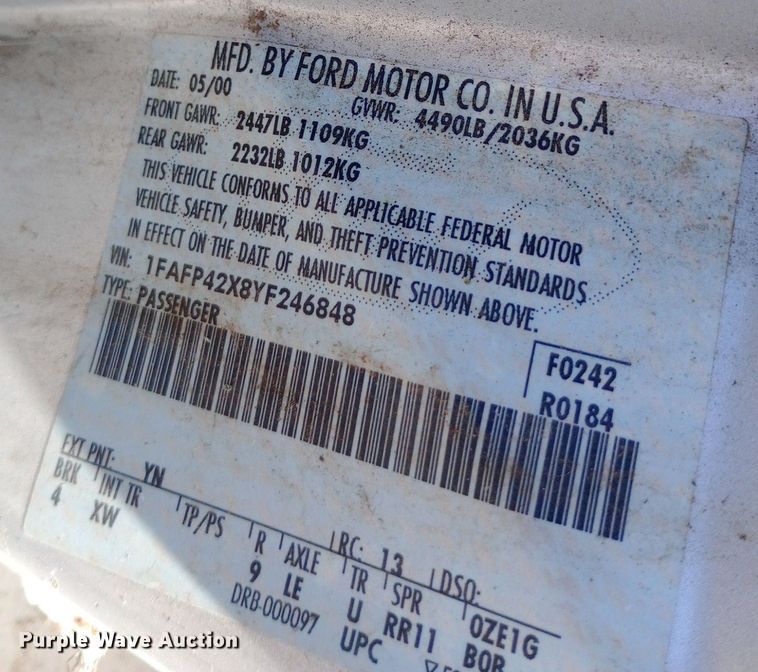 MFD. BY FORD MOTOR CO. IN U.S.A.
DATE: 05/00 GVWR: 4490LB/2036KG
FRONT GAWR: 2447LB 1109KG
REAR GAWR: 2232LB 1012KG
THIS VEHICLE CONFORMS TO ALL APPLICABLE FEDERAL MOTOR
VEHICLE SAFETY, BUMPER, AND THEFT PREVENTION STANDARDS
IN EFFECT ON THE DATE OF MANUFACTURE SHOWN ABOVE.
VIN: 1FAFP42X8YF246848
TYPE: PASSENGER
F0242
R0184
EXT PNT: YN RC: 13 DSO:
BRK INT TR TP/PS R AXLE TR SPR 0ZE1G
4 XW 9 LE U RR11 BOB
DRB-000097 UPC
Purple Wave Auction